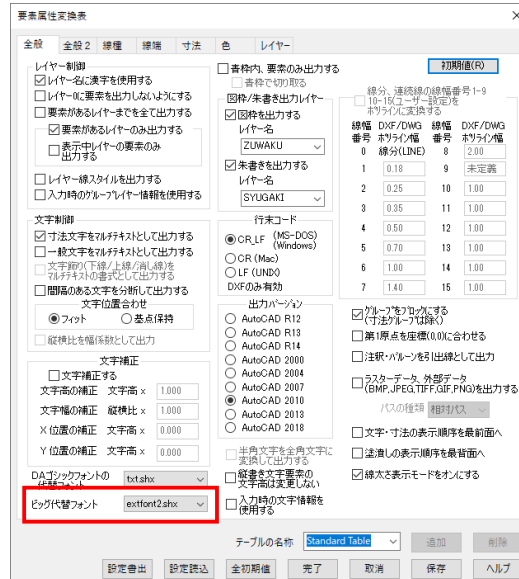 要素属性変換表
全般 全般2 線種 線端 寸法 色 レイヤー
レイヤー制御
レイヤー名に漢字を使用する
レイヤー0に要素を出力しないようにする
要素があるレイヤーまでを全て出力する
要素があるレイヤーのみ出力する
表示中レイヤーの要素のみ
出力する
レイヤー線スタイルを出力する
入力時のグループレイヤー情報を使用する
文字制御
寸法文字をマルチテキストとして出力する
一般文字をマルチテキストとして出力する
文字飾り(下線/上線/消し線)を
マルチテキストの書式として出力する
間隔のある文字を分断して出力する
文字位置合わせ
フィット 基点保持
縦横比を幅係数として出力
文字補正
文字補正する
文字高の補正 文字高 x 1.000
文字幅の補正 縦横比 x 1.000
X位置の補正 文字高 x 0.000
Y位置の補正 文字高 x 0.000
DAゴシックフォントの
代替フォント txt.shx
ビッグ代替フォント extfont2.shx
書枠内、要素のみ出力する
書枠で切り取る
図枠/朱書き出力レイヤー
図枠を出力する
レイヤー名
ZUWAKU
朱書きを出力する
レイヤー名
SYUGAKI
行末コード
CR_LF (MS-DOS)
(Windows)
CR (Mac)
LF (UNIX)
DXFのみ有効
出力バージョン
AutoCAD R12
AutoCAD R13
AutoCAD R14
AutoCAD 2000
AutoCAD 2004
AutoCAD 2007
AutoCAD 2010
AutoCAD 2013
AutoCAD 2018
半角文字を全角文字に
変換して出力する
縦書き文字要素の
文字高は変更しない
入力時の文字情報を
使用する
初期値(R)
線分、連続線の線幅番号1-9
10-15(ユーザー設定)を
ポリラインに変換する
線幅 DXF/DWG 線幅 DXF/DWG
番号 ポリライン幅 番号 ポリライン幅
0 線分(LINE) 8 2.00
1 0.18 9 未定義
2 0.25 10 1.00
3 0.35 11 1.00
4 0.50 12 1.00
5 0.70 13 1.00
6 1.00 14 1.00
7 1.40 15 1.00
グループをブロックにする
(寸法グループは除く)
第1原点を座標(0,0)に合わせる
注釈・バルーンを引出線として出力
ラスターデータ、外部データ
(BMP,JPEG,TIFF,GIF,PNG)を出力する
パスの種類 相対パス
文字・寸法の表示順序を最前面へ
塗潰しの表示順序を最背面へ
線太さ表示モードをオンにする
テーブルの名称 Standard Table 追加 削除
設定書出 設定読込 全初期値 完了 取消 保存 ヘルプ